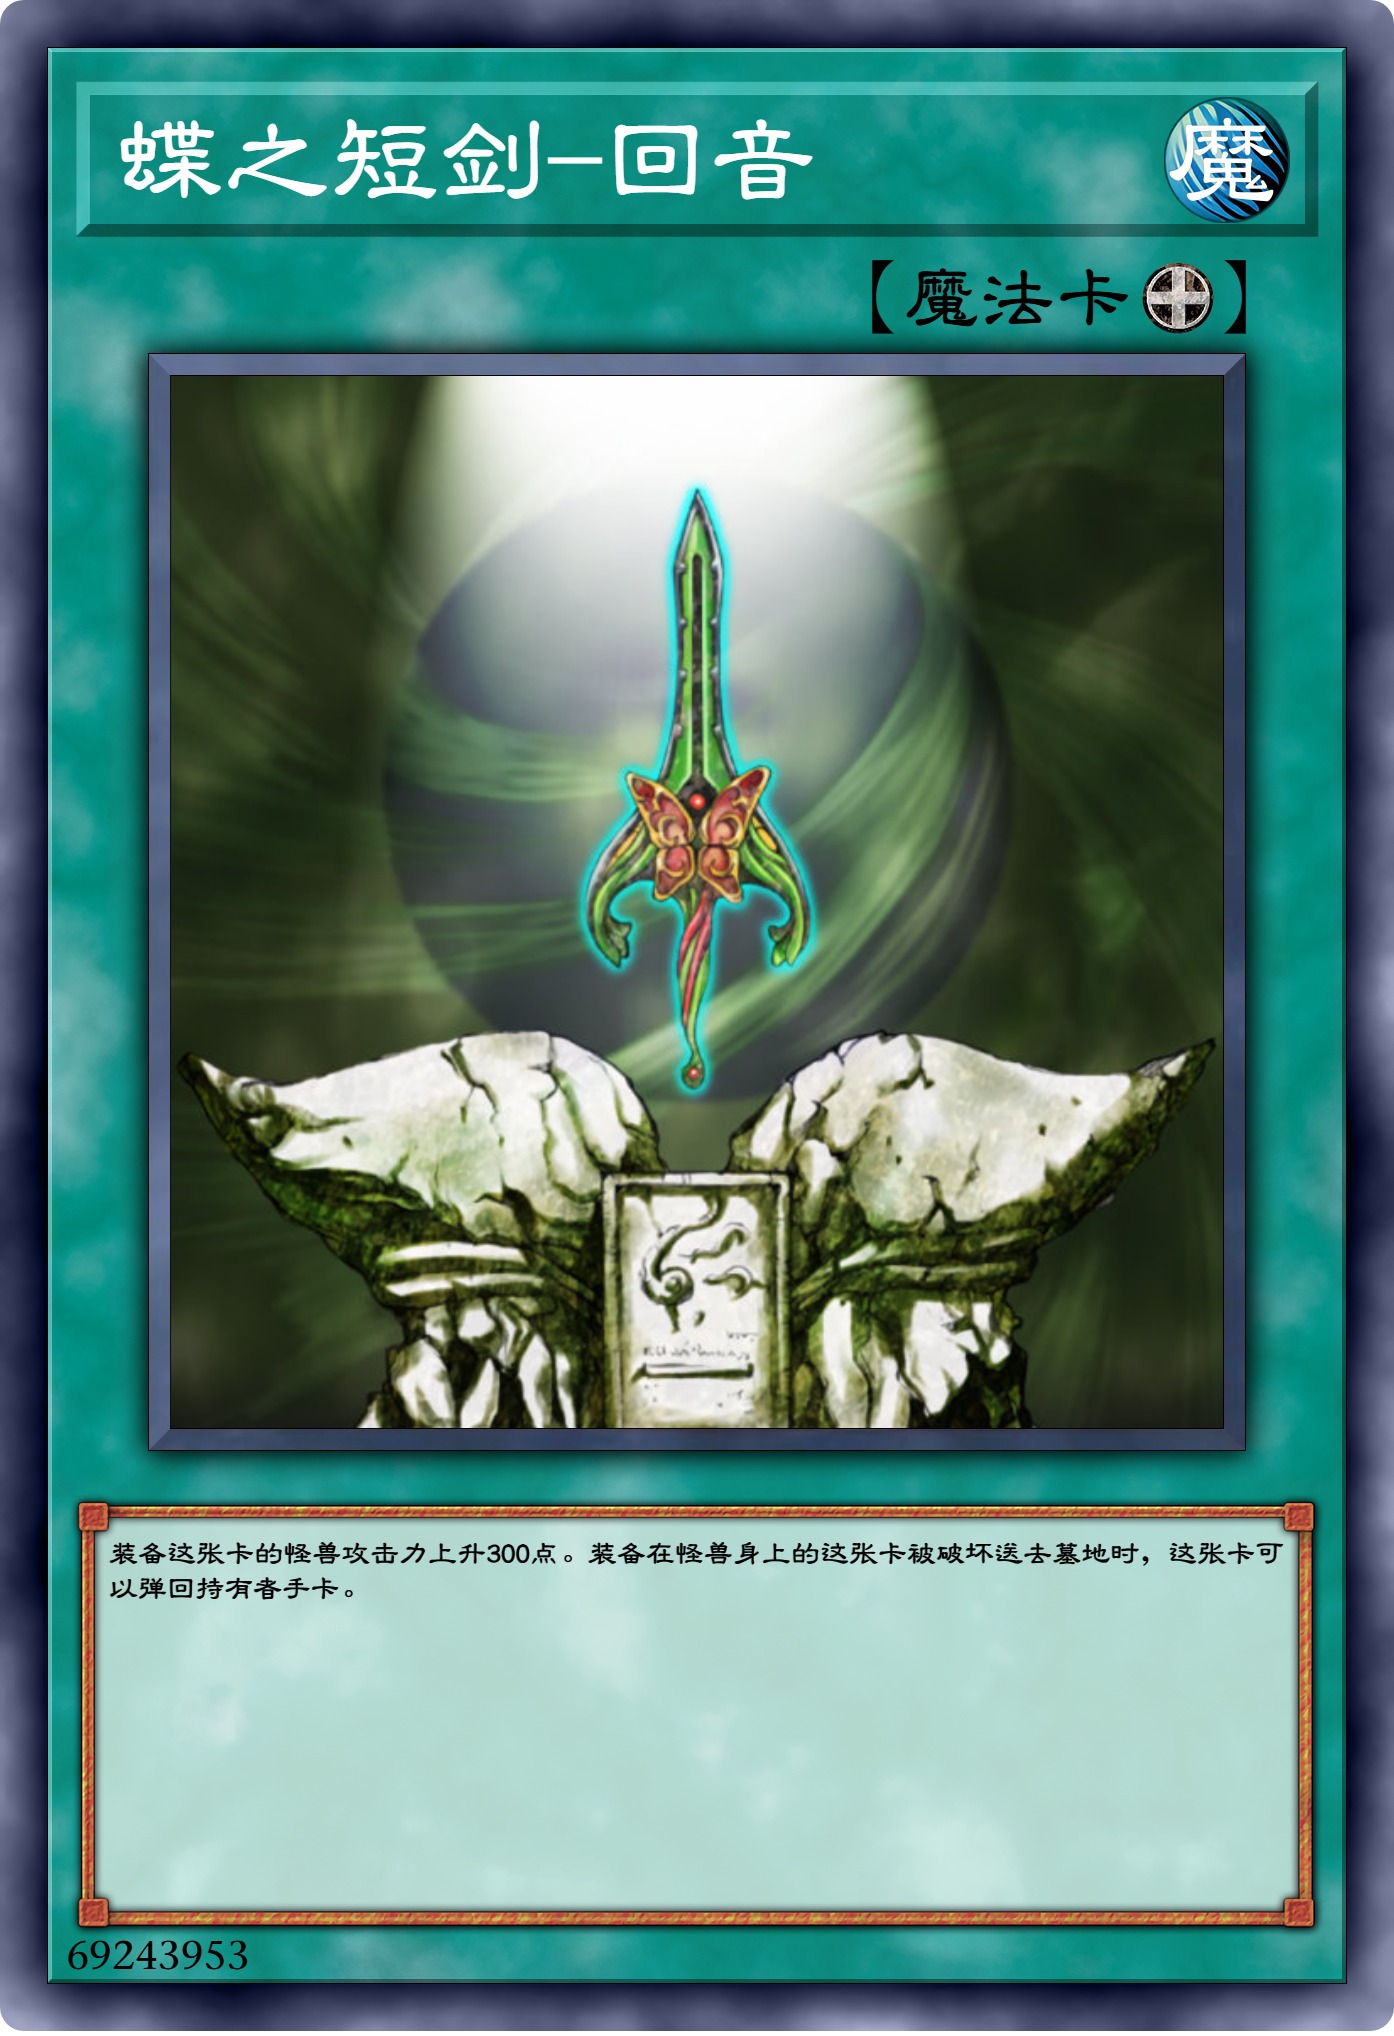 蝶之短剑-回音
魔
【魔法卡】
装备这张卡的怪兽攻击力上升300点。装备在怪兽身上的这张卡被破坏送去墓地时，这张卡可
以弹回持有者手卡。
69243953